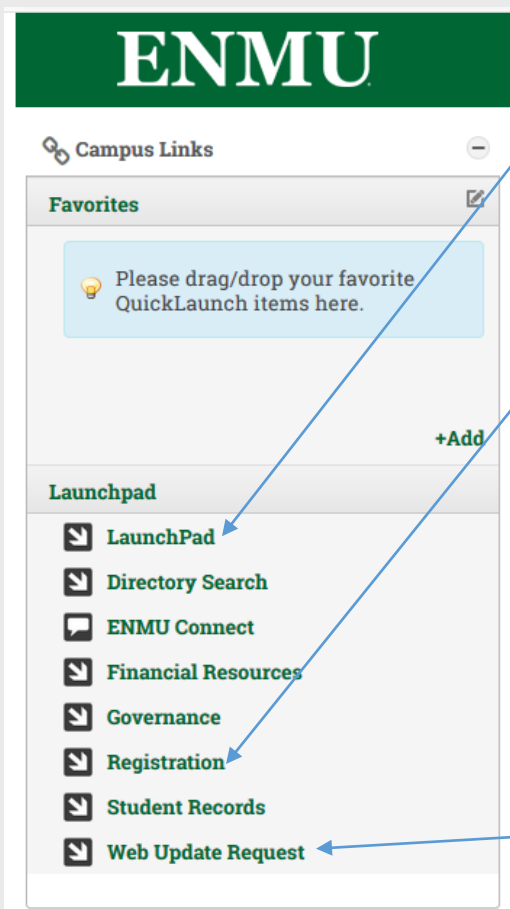 ENMU
Campus Links
Favorites
Please drag/drop your favorite
QuickLaunch items here.
+Add
Launchpad
LaunchPad
Directory Search
ENMU Connect
Financial Resources
Governance
Registration
Student Records
Web Update Request